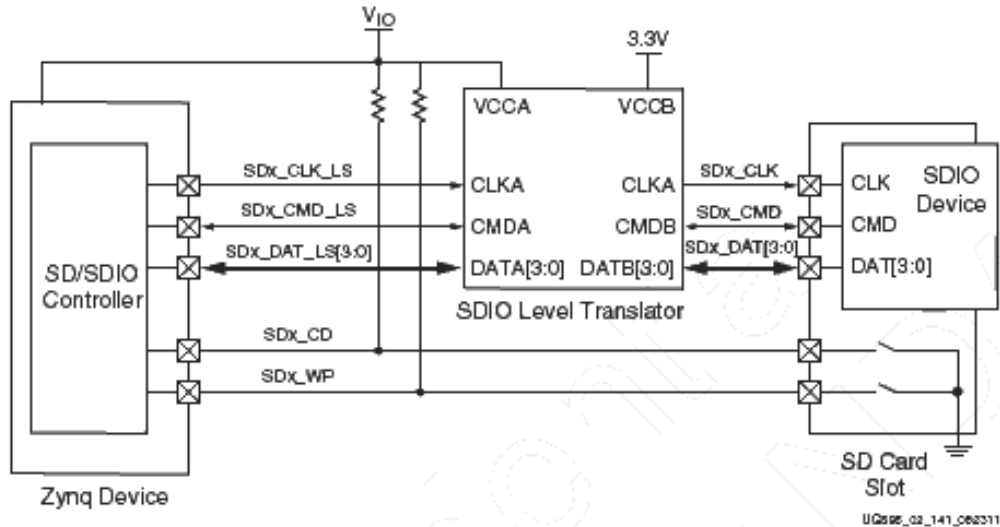 VIO
3.3V
VCCA
VCCB
SDx_CLK_LS
CLKA
CLKA
SDx_CLK
CLK
SDIO
Device
SDx_CMD_LS
CMDA
CMDB
SDx_CMD
CMD
SD/SDIO
Controller
SDx_DAT_LS[3:0]
DATA[3:0]
DATB[3:0]
SDx_DAT[3:0]
DAT[3:0]
SDIO Level Translator
SDx_CD
SDx_WP
Zynq Device
SD Card
Slot